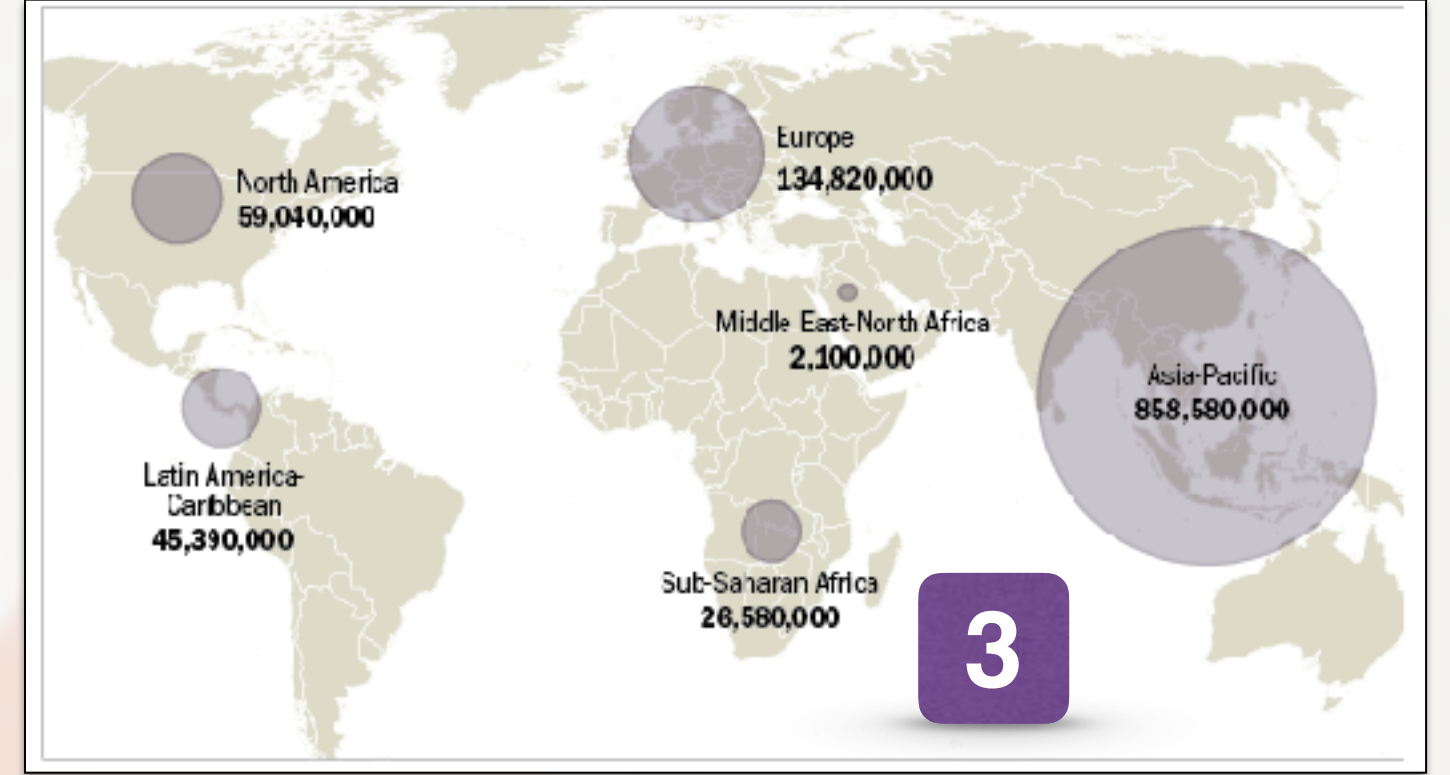 North America
59,040,000
Europe
134,820,000
Middle East-North Africa
2,100,000
Asia-Pacific
858,580,000
Latin America-
Caribbean
45,390,000
Sub-Saharan Africa
26,580,000
3